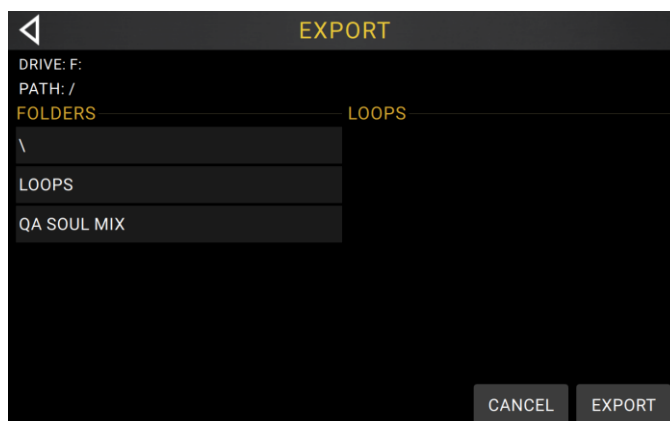 EXPORT
DRIVE: F:
PATH: /
FOLDERS
LOOPS
\
LOOPS
QA SOUL MIX
CANCEL
EXPORT